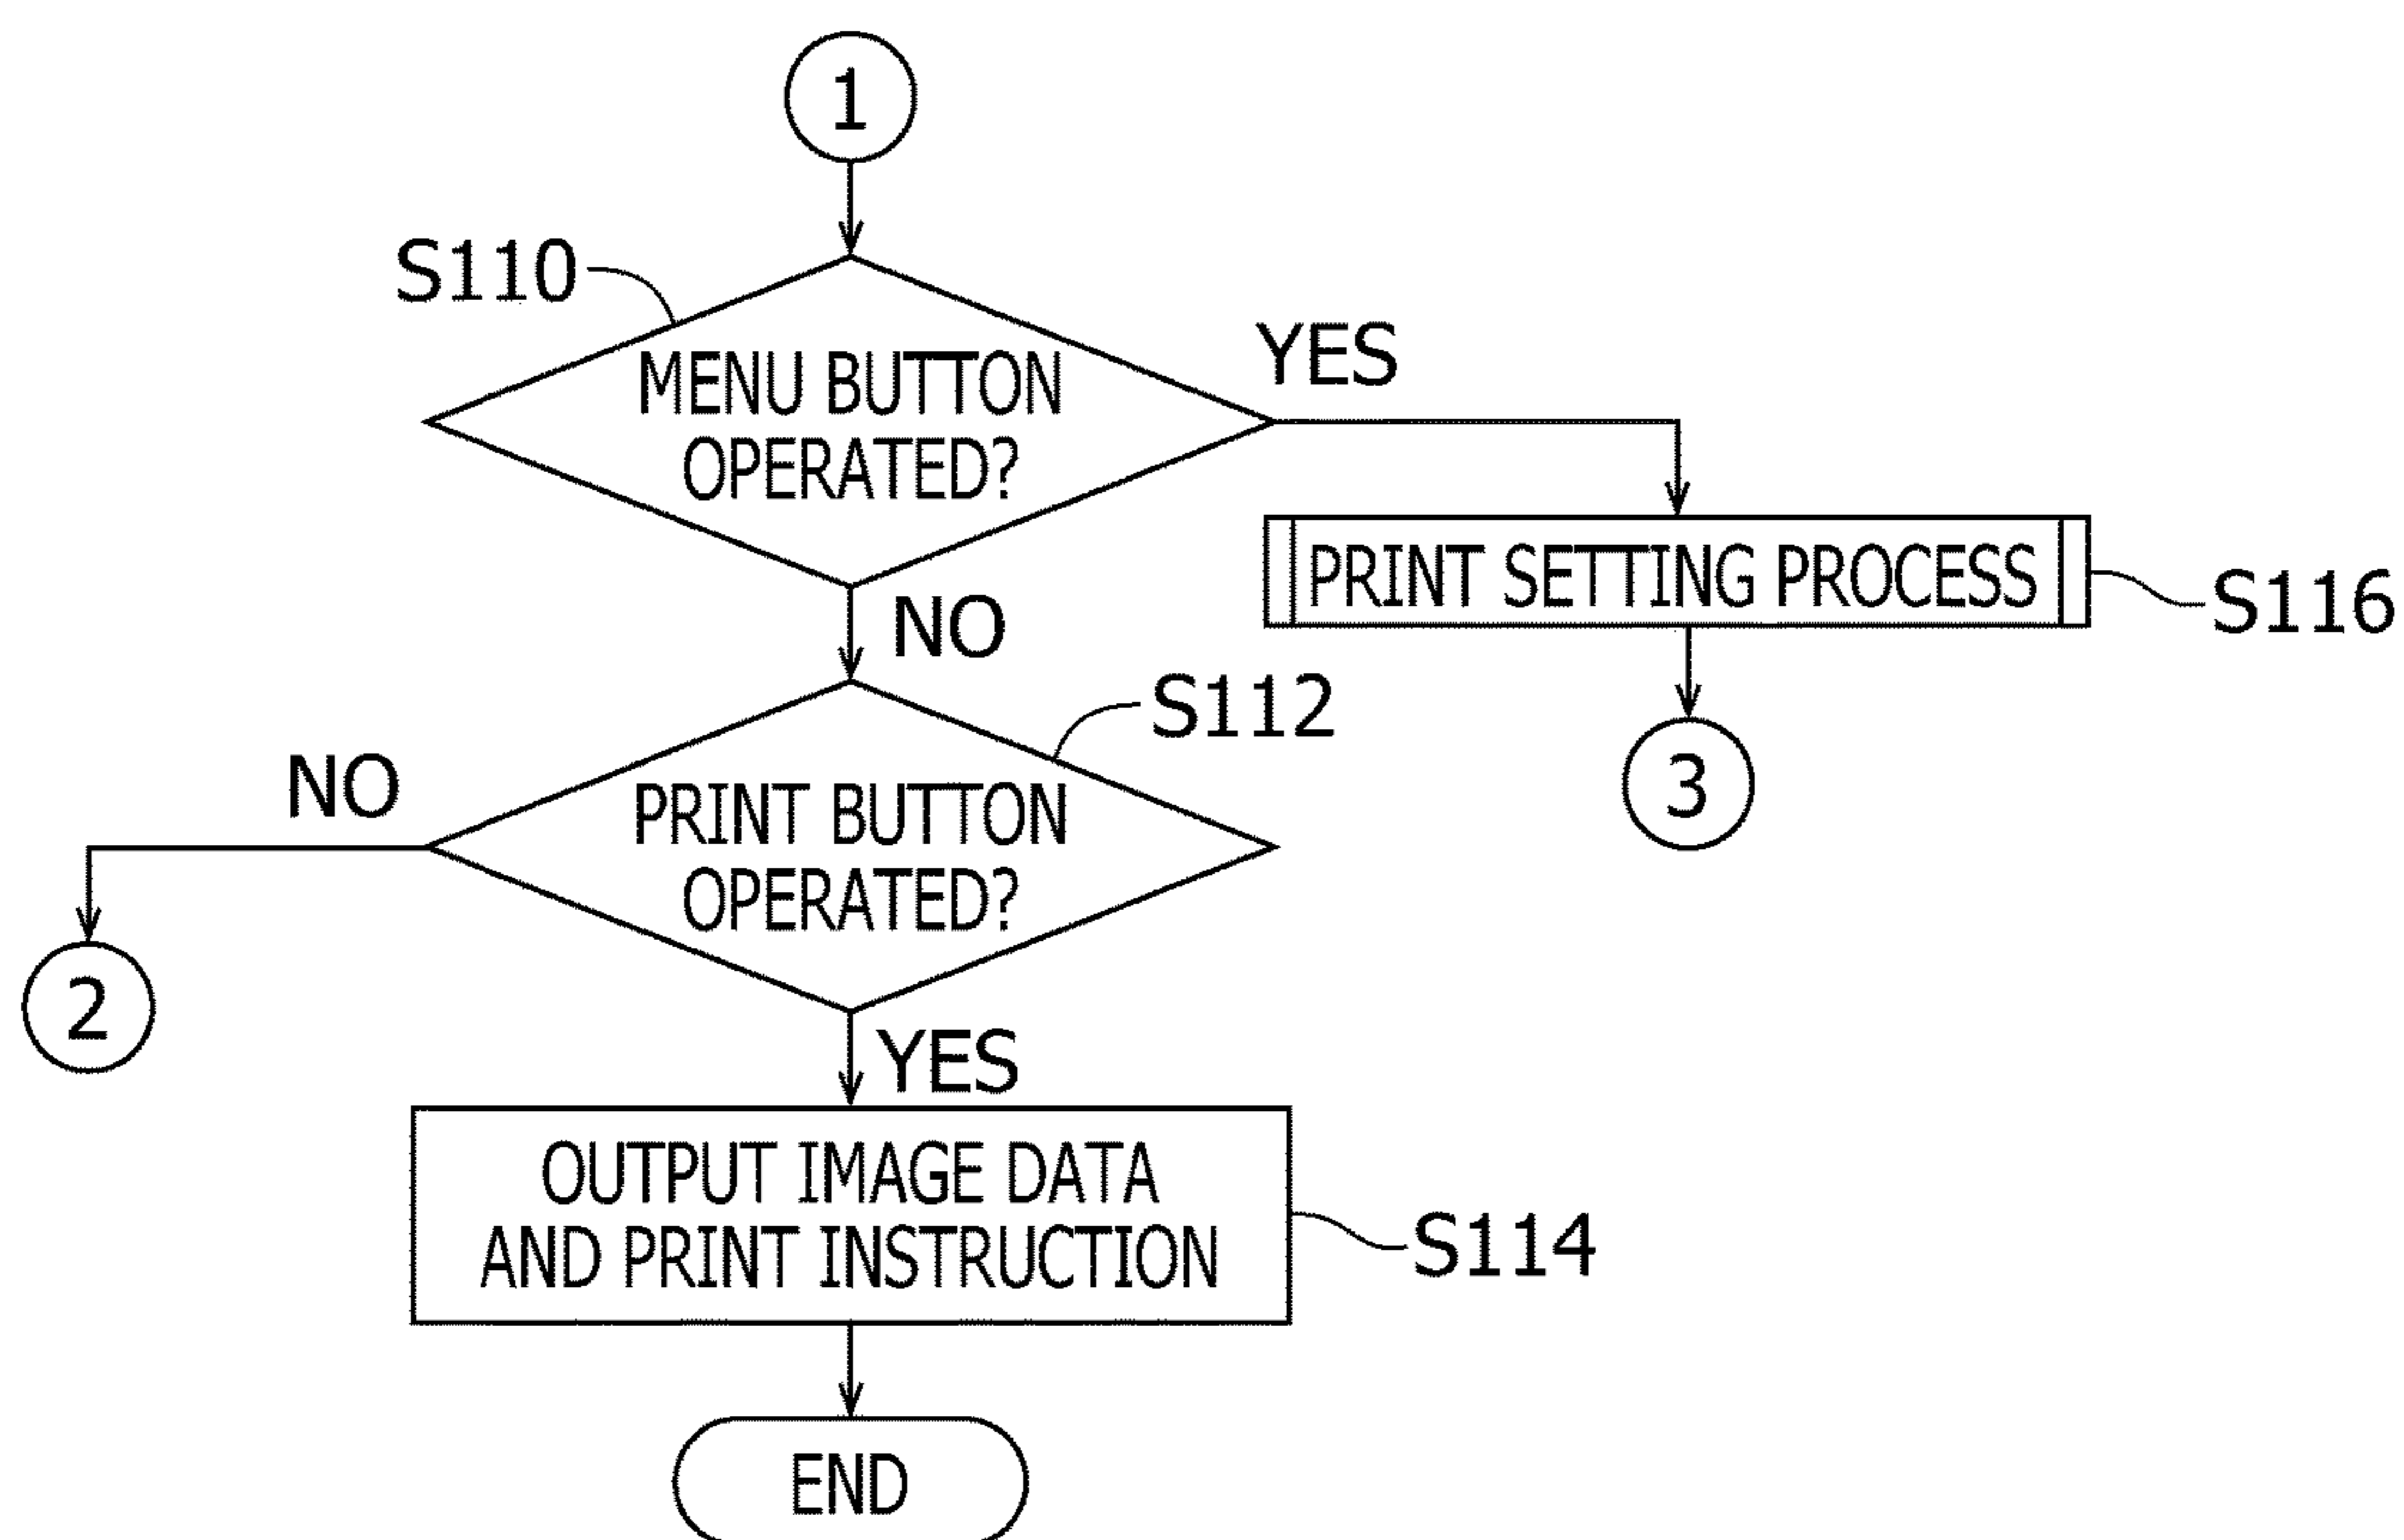 1
S110
MENU BUTTON
OPERATED?
YES
PRINT SETTING PROCESS
S116
NO
S112
3
NO
PRINT BUTTON
OPERATED?
2
YES
OUTPUT IMAGE DATA
AND PRINT INSTRUCTION
S114
END